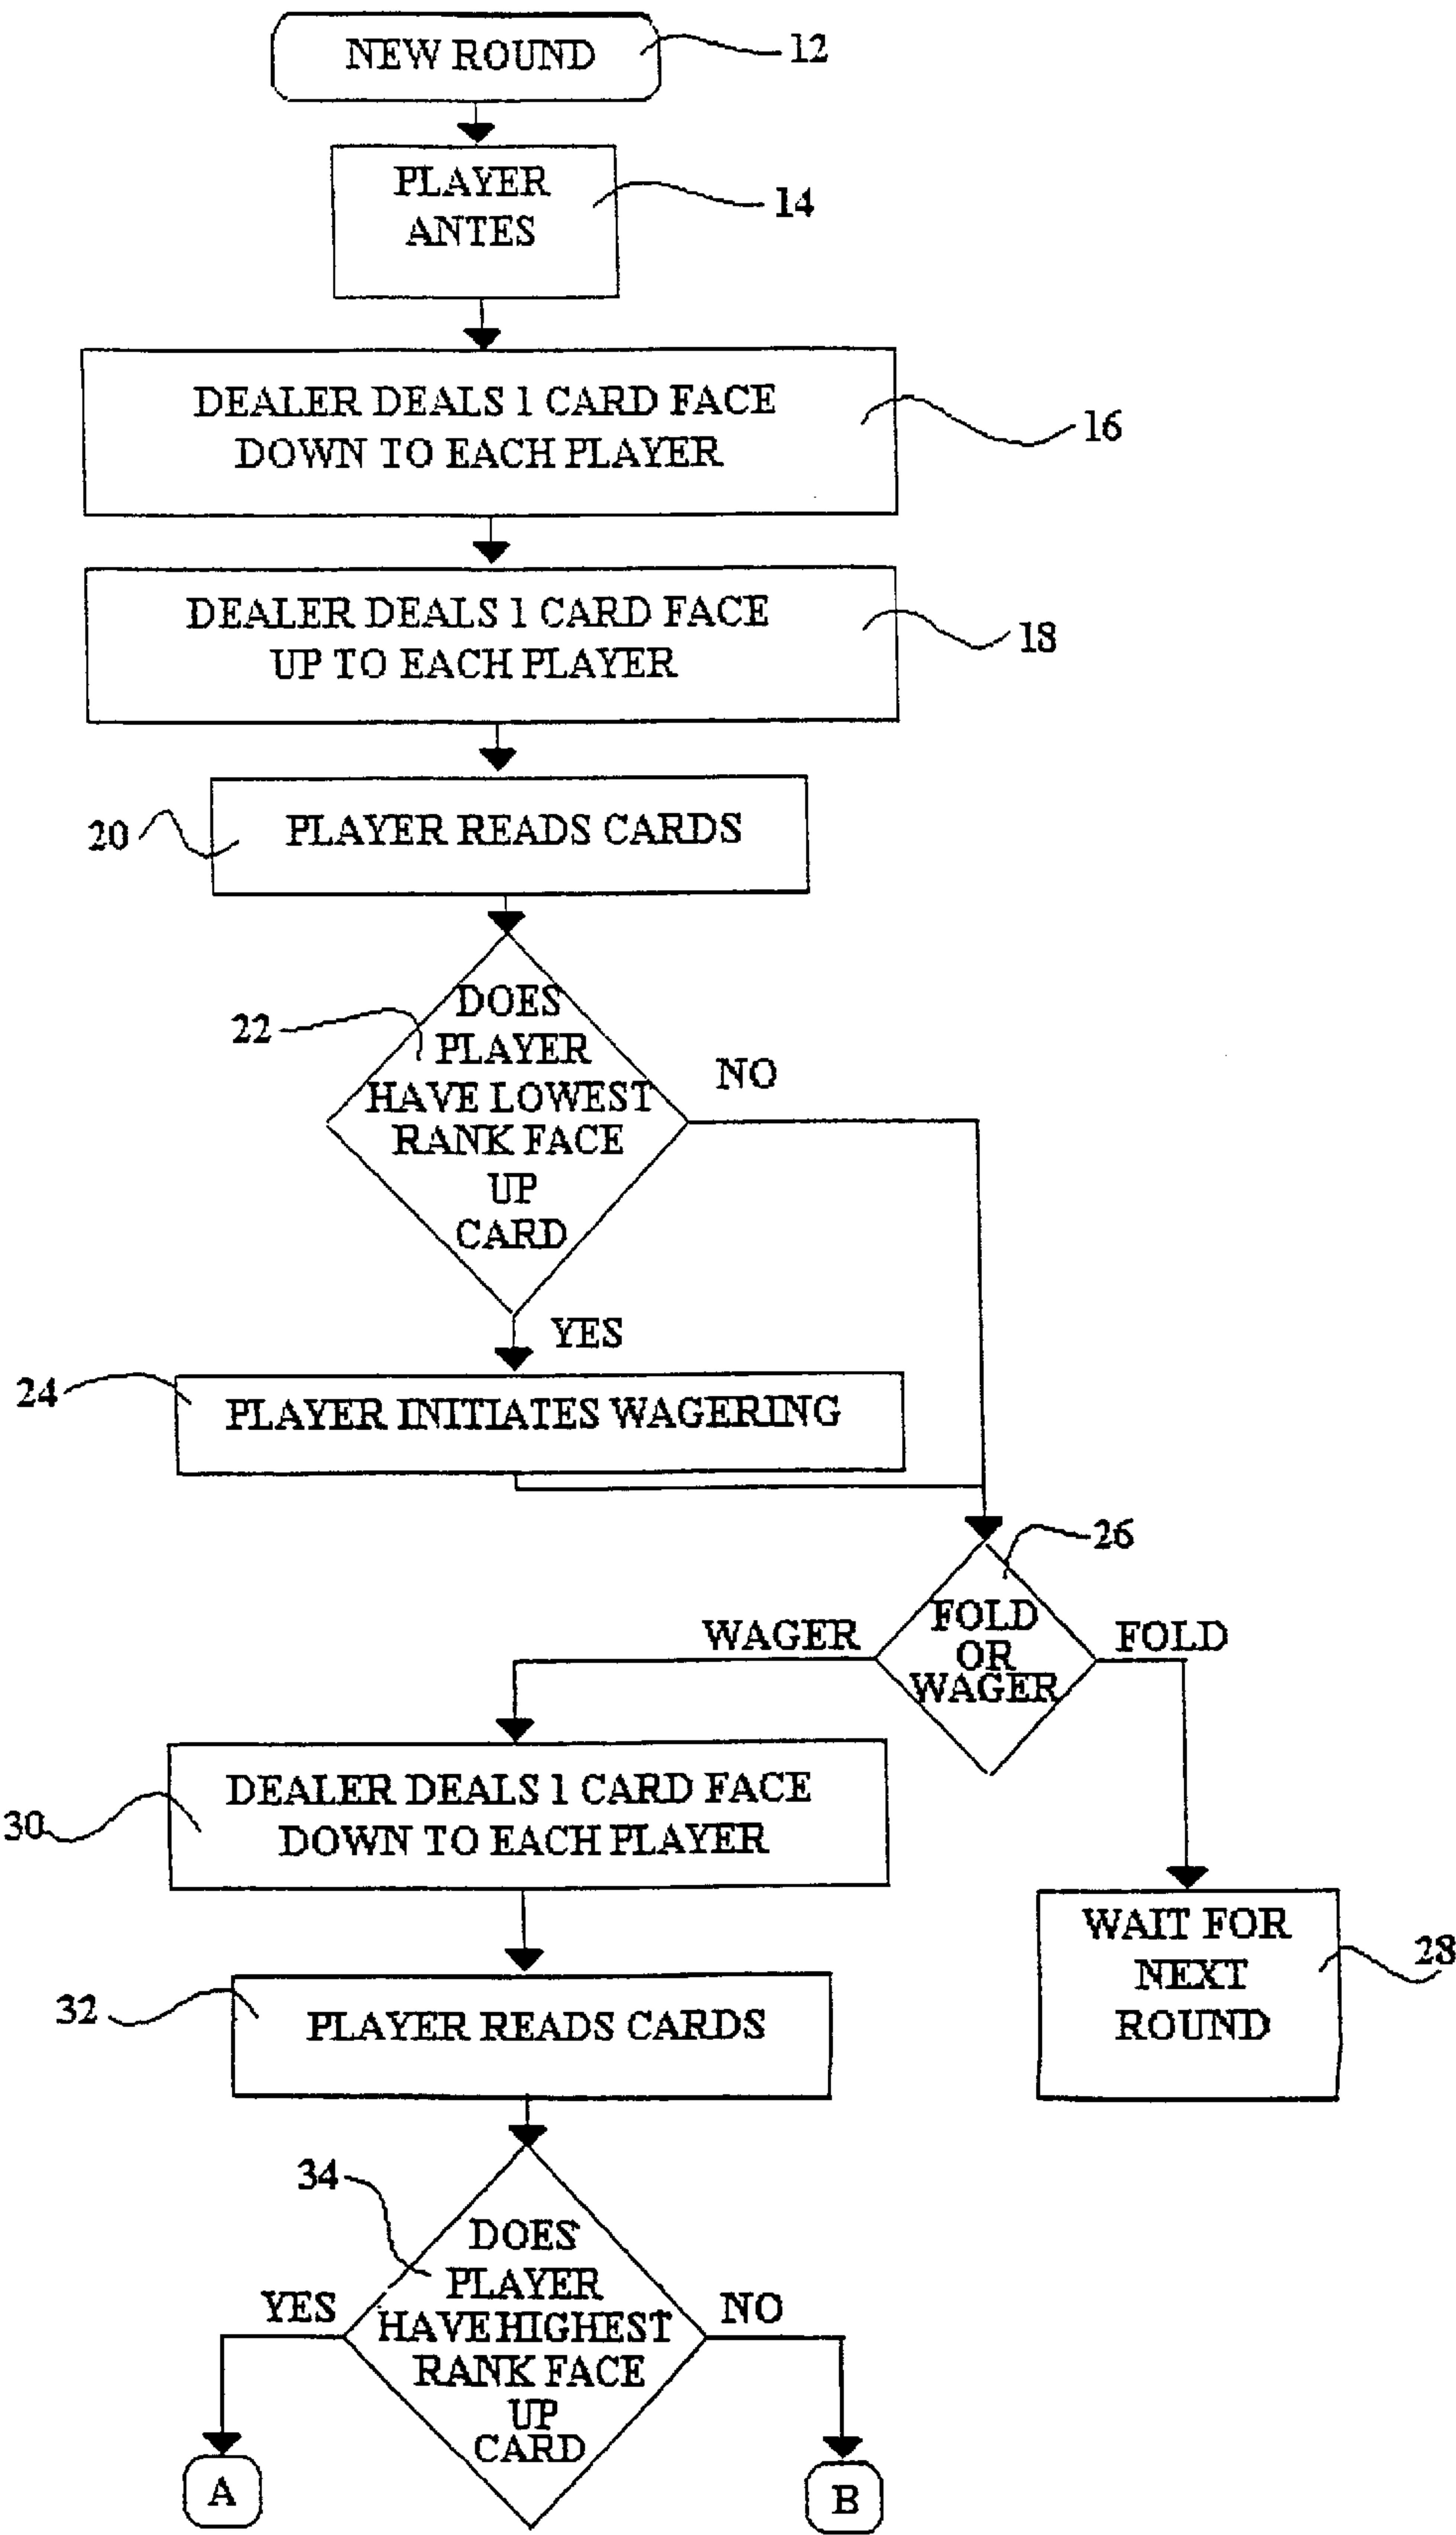 NEW ROUND
12
PLAYER
ANTES
14
DEALER DEALS 1 CARD FACE
DOWN TO EACH PLAYER
16
DEALER DEALS 1 CARD FACE
UP TO EACH PLAYER
18
PLAYER READS CARDS
20
DOES
PLAYER
HAVE LOWEST
RANK FACE
UP
CARD
22
NO
YES
24
PLAYER INITIATES WAGERING
26
FOLD
OR
WAGER
WAGER
FOLD
DEALER DEALS 1 CARD FACE
DOWN TO EACH PLAYER
30
WAIT FOR
NEXT
ROUND
28
32
PLAYER READS CARDS
34
DOES
PLAYER
HAVE HIGHEST
RANK FACE
UP
CARD
YES
NO
A
B